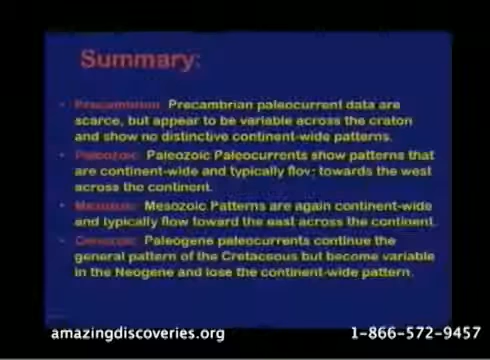 Summary:
• Precambrian: Precambrian paleocurrent data are
scarce, but appear to be variable across the craton
and show no distinctive continent-wide patterns.
• Paleozoic: Paleozoic Paleocurrents show patterns that
are continent-wide and typically flow towards the west
across the continent.
• Mesozoic: Mesozoic Patterns are again continent-wide
and typically flow toward the east across the continent.
• Cenozoic: Paleogene paleocurrents continue the
general pattern of the Cretaceous but become variable
in the Neogene and lose the continent-wide pattern.
amazingdiscoveries.org 1-866-572-9457